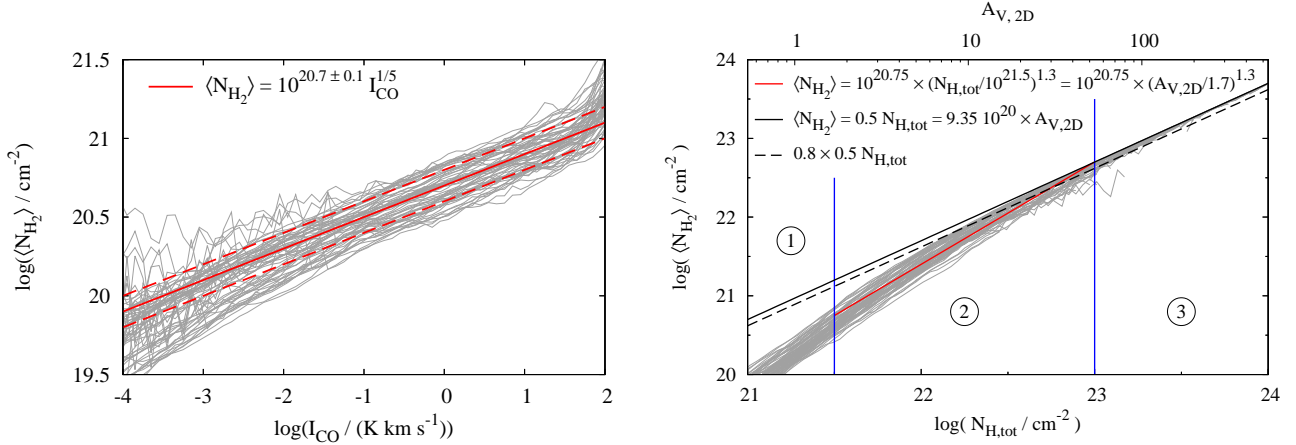 21.5
21
20.5
20
19.5
-4 -3 -2 -1 0 1 2
log(⟨N_H₂⟩ / cm⁻²)
log(I_CO / (K km s⁻¹))
⟨N_H₂⟩ = 10^{20.7 ± 0.1} I_CO^{1/5}
A_V, 2D
1 10 100
24
23
22
21
20
21 22 23 24
log( ⟨N_H₂⟩ / cm⁻²)
log( N_H,tot / cm⁻²)
⟨N_H₂⟩ = 10^{20.75} × (N_H,tot/10^{21.5})^{1.3} = 10^{20.75} × (A_V,2D/1.7)^{1.3}
⟨N_H₂⟩ = 0.5 N_H,tot = 9.35 10^{20} × A_V,2D
0.8 × 0.5 N_H,tot
1
2
3